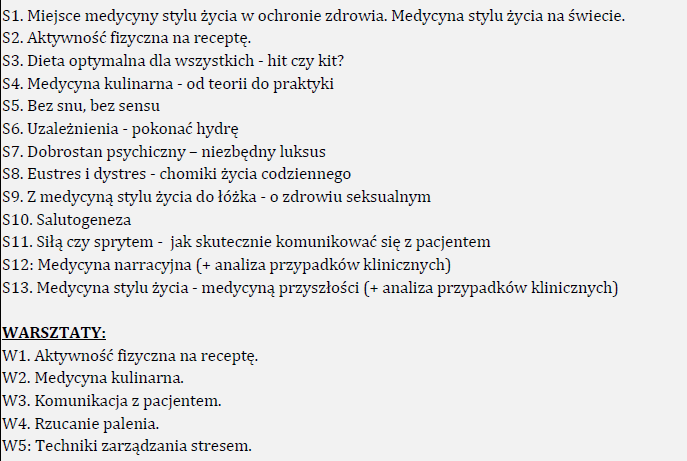 S1. Miejsce medycyny stylu życia w ochronie zdrowia. Medycyna stylu życia na świecie.
S2. Aktywność fizyczna na receptę.
S3. Dieta optymalna dla wszystkich - hit czy kit?
S4. Medycyna kulinarna - od teorii do praktyki
S5. Bez snu, bez sensu
S6. Uzależnienia - pokonać hydrę
S7. Dobrostan psychiczny – niezbędny luksus
S8. Eustres i dystres - chomiki życia codziennego
S9. Z medycyną stylu życia do łóżka - o zdrowiu seksualnym
S10. Salutogeneza
S11. Siłą czy sprytem -  jak skutecznie komunikować się z pacjentem
S12: Medycyna narracyjna (+ analiza przypadków klinicznych)
S13. Medycyna stylu życia - medycyną przyszłości (+ analiza przypadków klinicznych)
WARSZTATY:
W1. Aktywność fizyczna na receptę.
W2. Medycyna kulinarna.
W3. Komunikacja z pacjentem.
W4. Rzucanie palenia.
W5: Techniki zarządzania stresem.